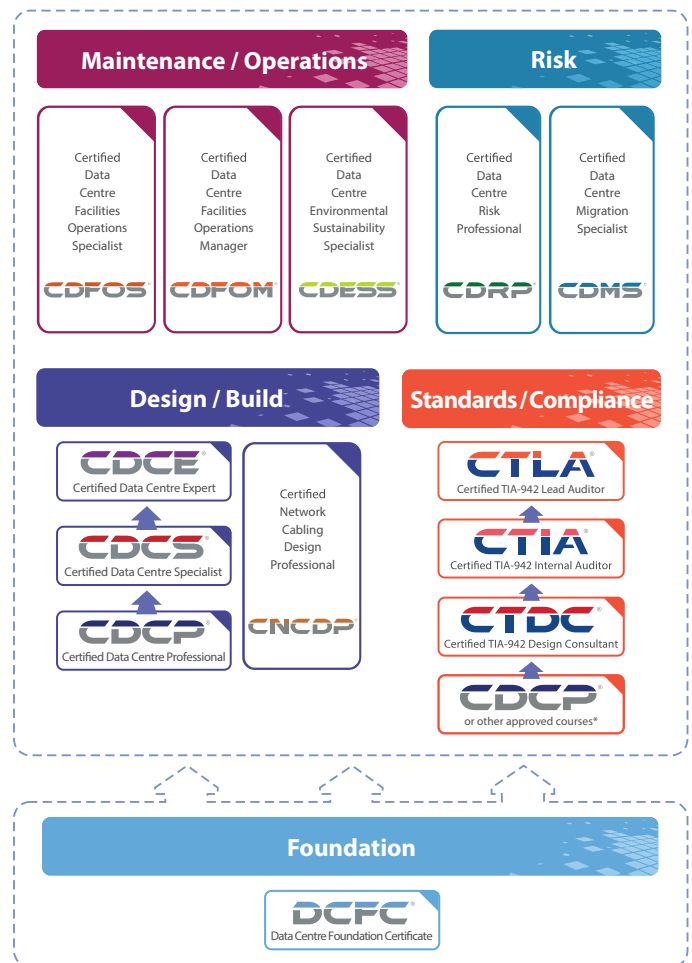 Maintenance / Operations
Risk
Certified
Data
Centre
Facilities
Operations
Specialist
CDFOS®
Certified
Data
Centre
Facilities
Operations
Manager
CDFOM®
Certified
Data
Centre
Environmental
Sustainability
Specialist
CDESS®
Certified
Data
Centre
Risk
Professional
CDRP®
Certified
Data
Centre
Migration
Specialist
CDMS®
Design / Build
CDCE®
Certified Data Centre Expert
CDCS®
Certified Data Centre Specialist
CDCP®
Certified Data Centre Professional
Certified
Network
Cabling
Design
Professional
CNCDP®
Standards / Compliance
CTLA®
Certified TIA-942 Lead Auditor
CTIA®
Certified TIA-942 Internal Auditor
CTDC®
Certified TIA-942 Design Consultant
CDCP®
or other approved courses*
Foundation
DCFC®
Data Centre Foundation Certificate